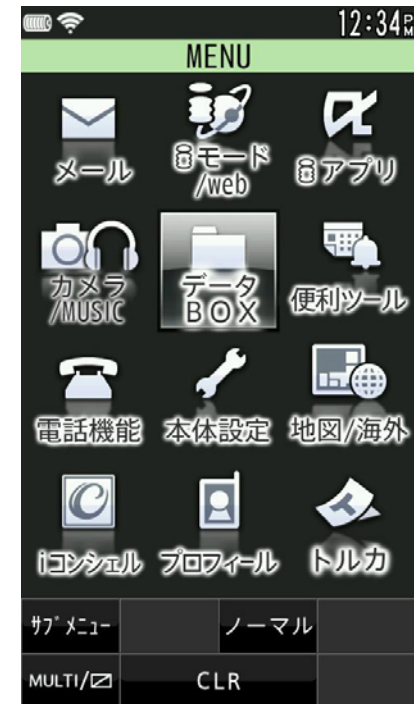 12:34PM
MENU
メール
iモード
/web
iアプリ
カメラ
/MUSIC
データ
BOX
便利ツール
電話機能
本体設定
地図/海外
iコンシェル
プロフィール
トルカ
ｻﾌﾞﾒﾆｭｰ
ノーマル
MULTI/
CLR